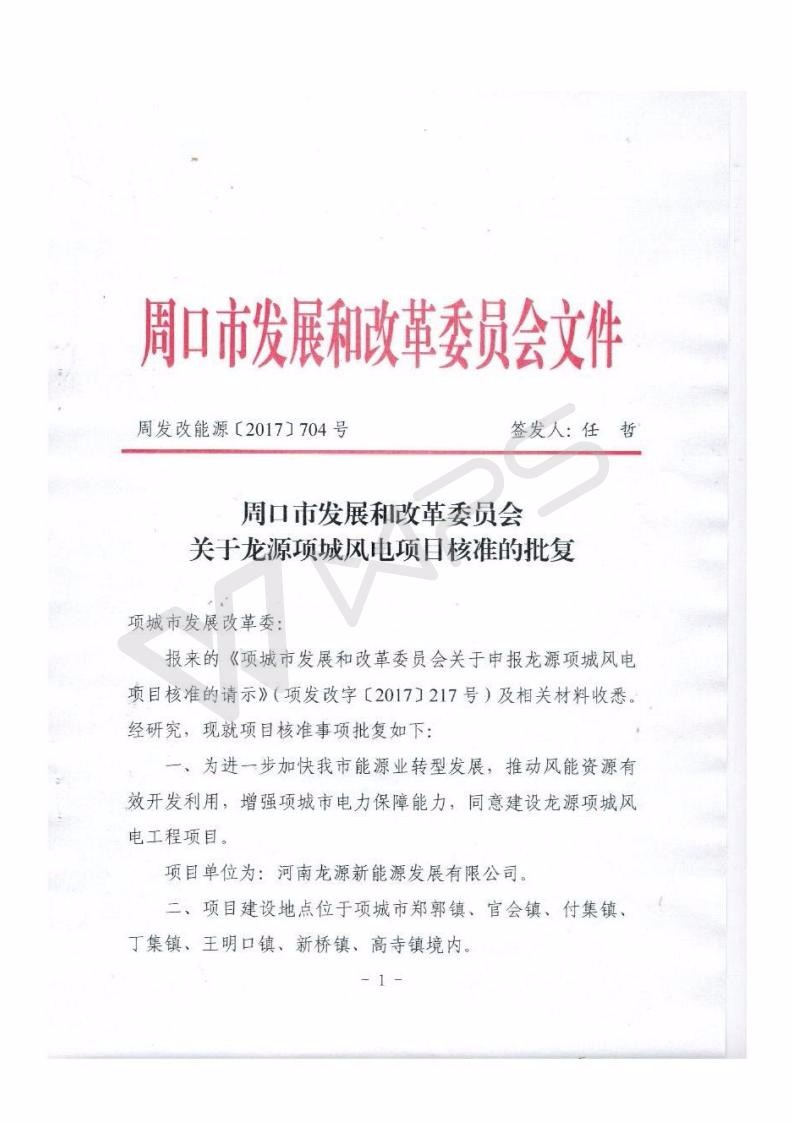 周口市发展和改革委员会文件
周发改能源〔2017〕704号 签发人：任 哲
周口市发展和改革委员会
关于龙源项城风电项目核准的批复
项城市发展改革委：
报来的《项城市发展和改革委员会关于申报龙源项城风电
项目核准的请示》（项发改字〔2017〕217号）及相关材料收悉。
经研究，现就项目核准事项批复如下：
一、为进一步加快我市能源业转型发展，推动风能资源有
效开发利用，增强项城市电力保障能力，同意建设龙源项城风
电工程项目。
项目单位为：河南龙源新能源发展有限公司。
二、项目建设地点位于项城市郑郭镇、官会镇、付集镇、
丁集镇、王明口镇、新桥镇、高寺镇境内。
- 1 -
WPS